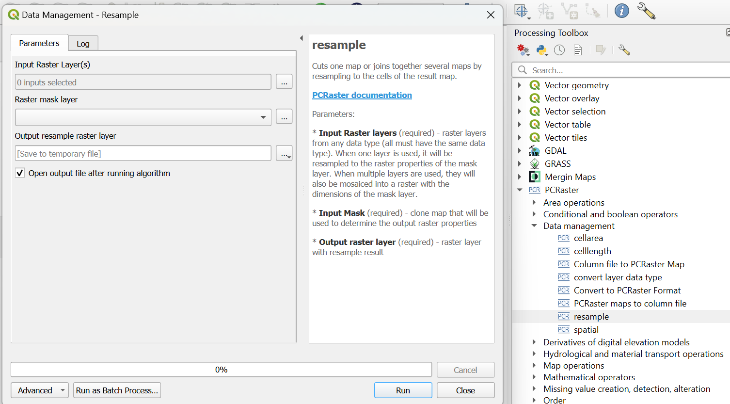 Data Management - Resample
Parameters
Log
Input Raster Layer(s)
0 inputs selected
...
Raster mask layer
...
Output resample raster layer
[Save to temporary file]
...
Open output file after running algorithm
resample
Cuts one map or joins together several maps by
resampling to the cells of the result map.
PCRaster documentation
Parameters:
* Input Raster layers (required) - raster layers
from any data type (all must have the same data
type). When one layer is used, it will be
resampled to the raster properties of the mask
layer. When multiple layers are used, they will
also be mosaiced into a raster with the
dimensions of the mask layer.
* Input Mask (required) - clone map that will be
used to determine the output raster properties
* Output raster layer (required) - raster layer
with resample result
0%
Cancel
Advanced
Run as Batch Process...
Run
Close
Processing Toolbox
Search...
Vector geometry
Vector overlay
Vector selection
Vector table
Vector tiles
GDAL
GRASS
Mergin Maps
PCR PCRaster
Area operations
Conditional and boolean operators
Data management
PCR cellarea
PCR celllength
PCR Column file to PCRaster Map
PCR convert layer data type
PCR Convert to PCRaster Format
PCR PCRaster maps to column file
PCR resample
PCR spatial
Derivatives of digital elevation models
Hydrological and material transport operations
Map operations
Mathematical operators
Missing value creation, detection, alteration
Order